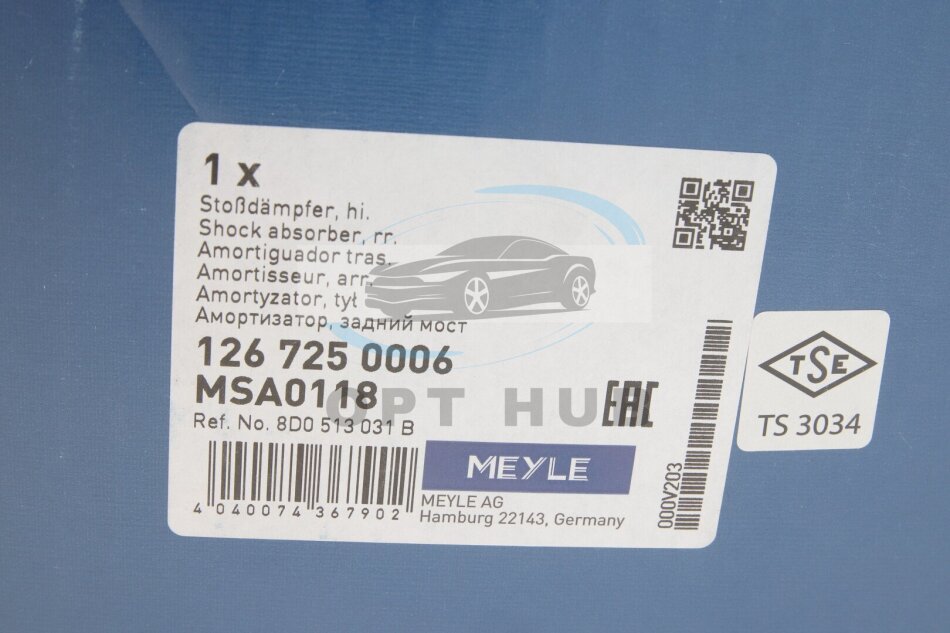 1 x
Stoßdämpfer, hi.
Shock absorber, rr.
Amortiguador tras.
Amortisseur, arr.
Amortyzator, tył
Амортизатор, задний мост
126 725 0006
MSA0118
OPT HU
EAC
Ref. No. 8D0 513 031 B
MEYLE
MEYLE AG
Hamburg 22143, Germany
4 040074 367902
000V203
TSE
TS 3034